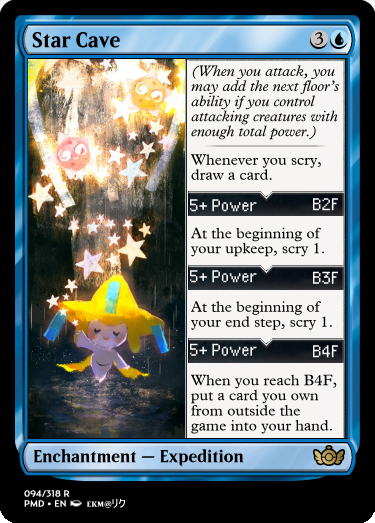 Star Cave 3
(When you attack, you
may add the next floor's
ability if you control
attacking creatures with
enough total power.)
Whenever you scry,
draw a card.
5+ Power B2F
At the beginning of
your upkeep, scry 1.
5+ Power B3F
At the beginning of
your end step, scry 1.
5+ Power B4F
When you reach B4F,
put a card you own
from outside the
game into your hand.
Enchantment — Expedition
094/318 R
PMD • EN EKM@リク